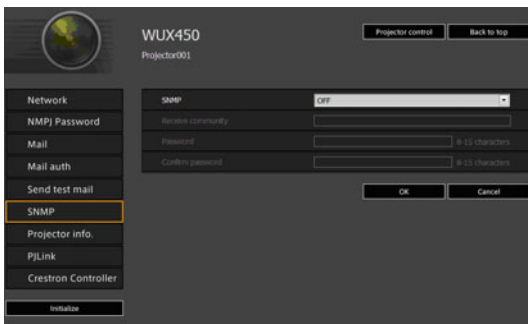 WUX450
Projector001
Projector control
Back to top
Network
NMPJ Password
Mail
Mail auth
Send test mail
SNMP
Projector info.
PJLink
Crestron Controller
Initialize
SNMP OFF
Receive community
Password 8-15 characters
Confirm password 8-15 characters
OK
Cancel